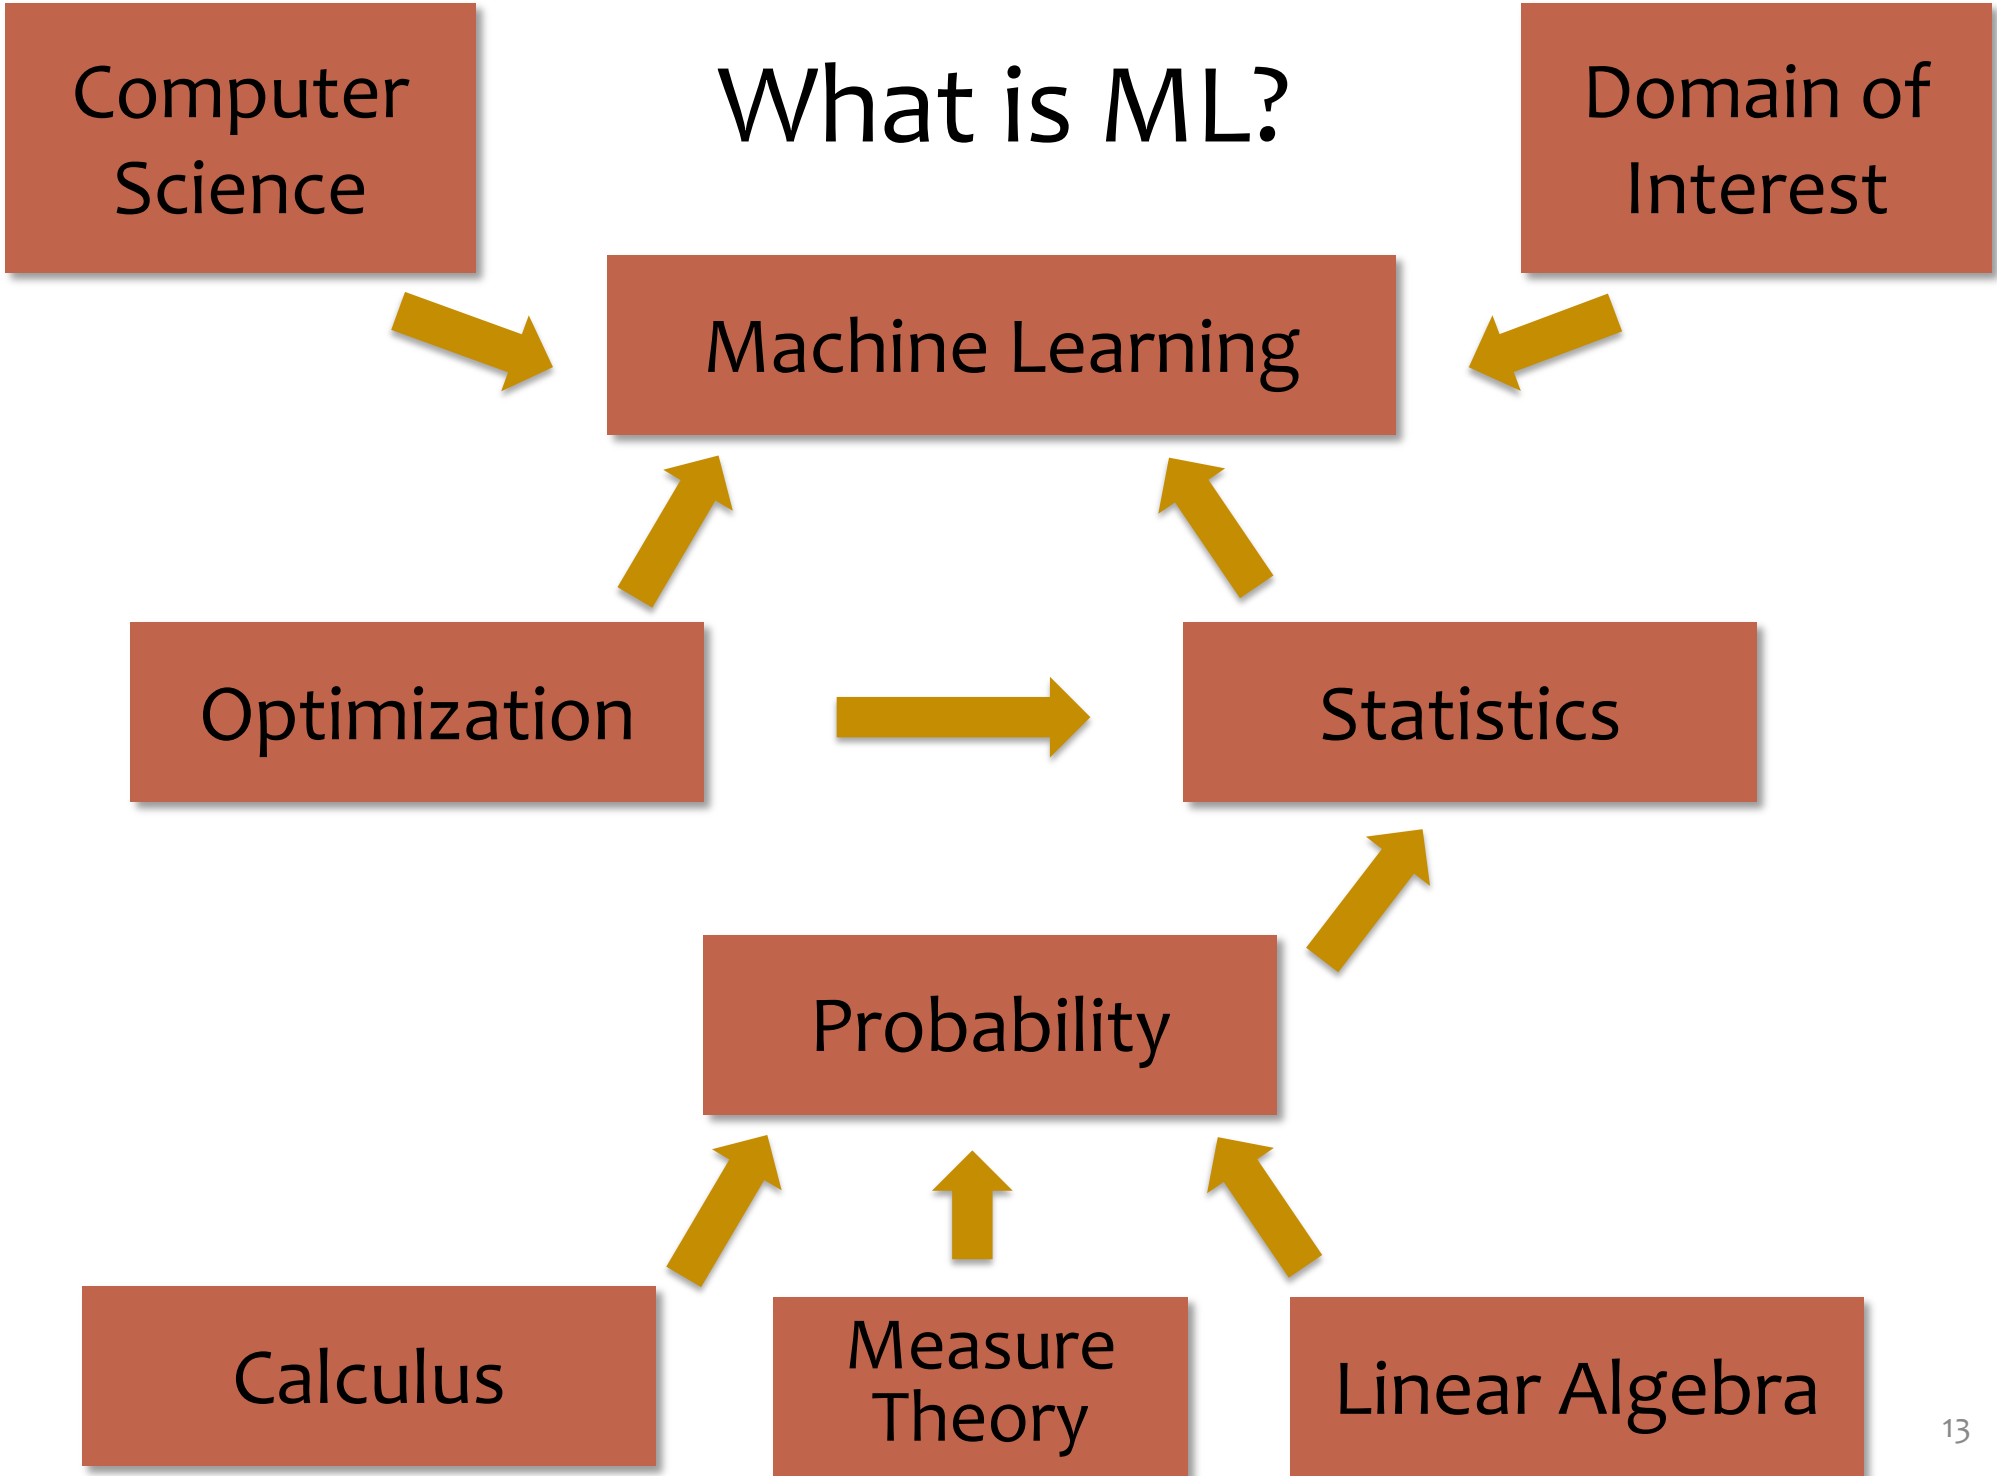 Computer
Science
What is ML?
Domain of
Interest
Machine Learning
Optimization
Statistics
Probability
Calculus
Measure
Theory
Linear Algebra
13